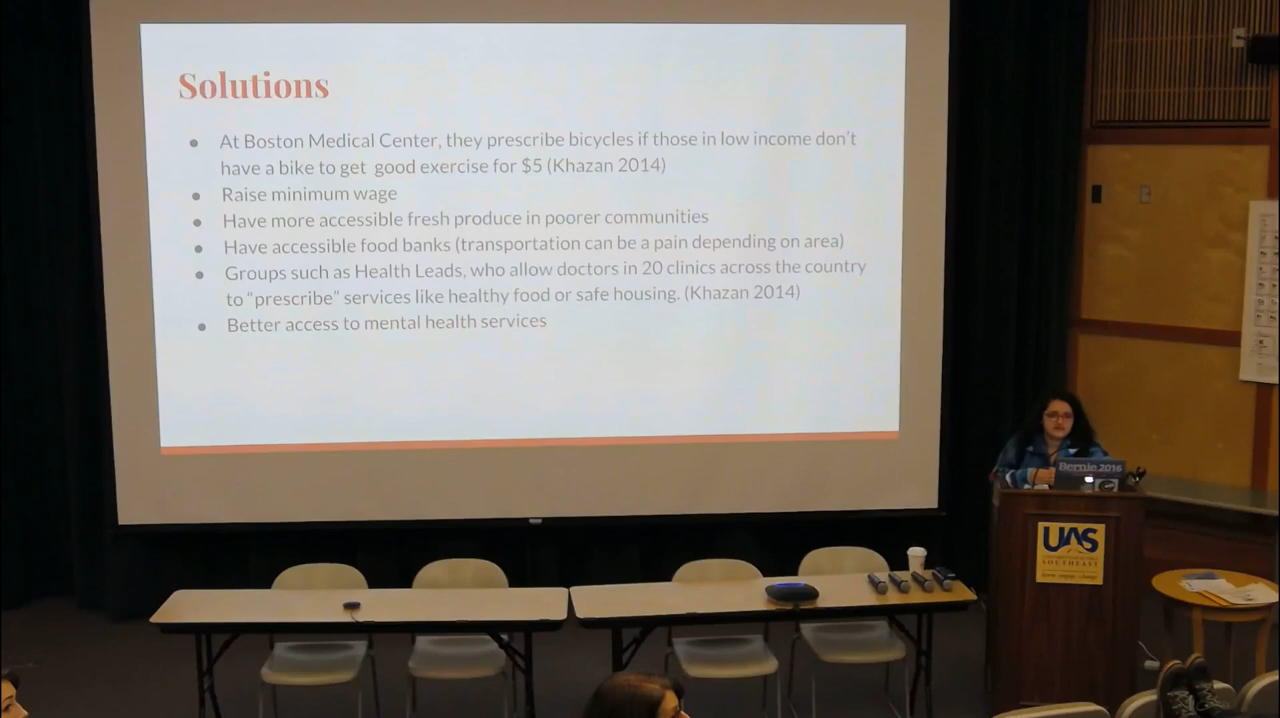 Solutions
● At Boston Medical Center, they prescribe bicycles if those in low income don't
have a bike to get good exercise for $5 (Khazan 2014)
● Raise minimum wage
● Have more accessible fresh produce in poorer communities
● Have accessible food banks (transportation can be a pain depending on area)
● Groups such as Health Leads, who allow doctors in 20 clinics across the country
to "prescribe" services like healthy food or safe housing. (Khazan 2014)
● Better access to mental health services
Bernie 2016
UAS
SOUTHEAST
learn engage change